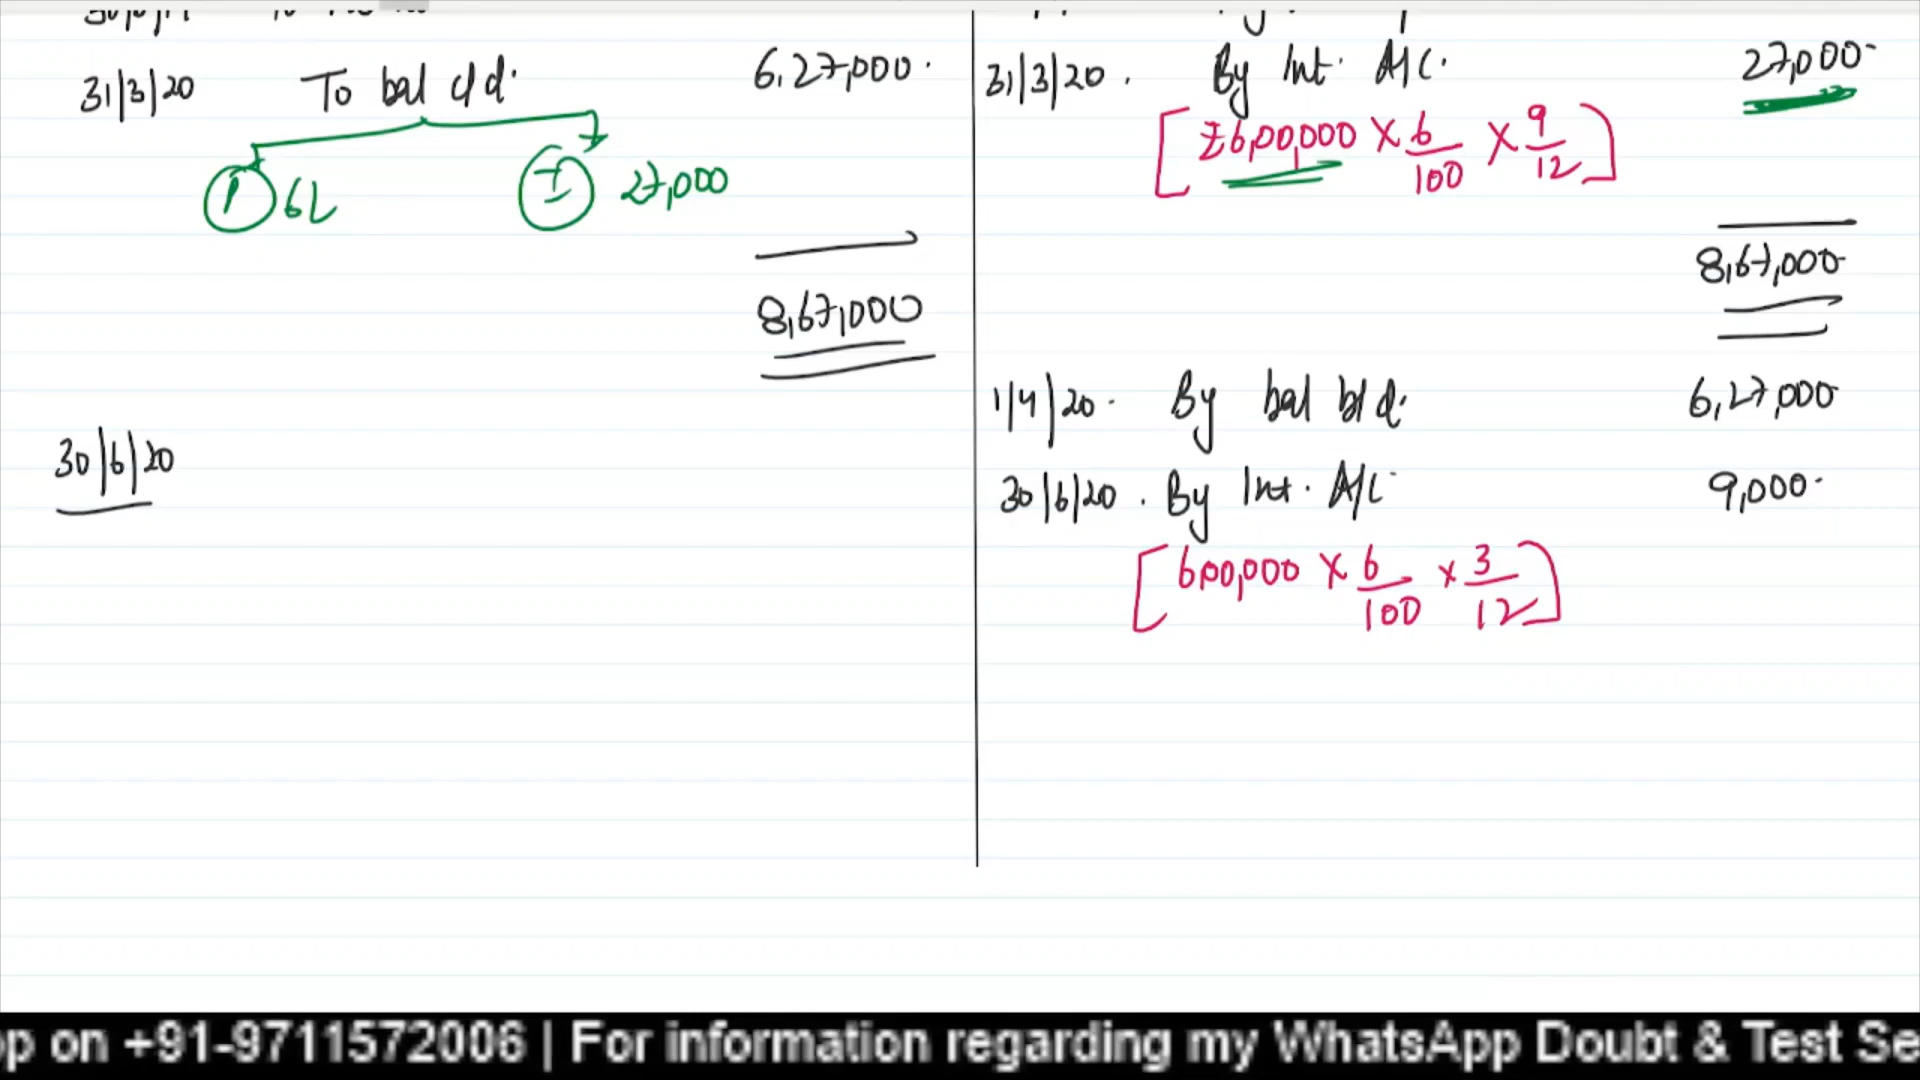 31/3/20 To bal c/d. 6,27,000.
P 6L I 27,000
8,67,000
30/6/20
31/3/20. By Int. A/C. 27,000
[₹6,00,000 × 6/100 × 9/12]
8,67,000
1/4/20. By bal b/d. 6,27,000
30/6/20. By Int. A/C 9,000.
[600,000 × 6/100 × 3/12]
pp on +91-9711572006 | For information regarding my WhatsApp Doubt & Test Se